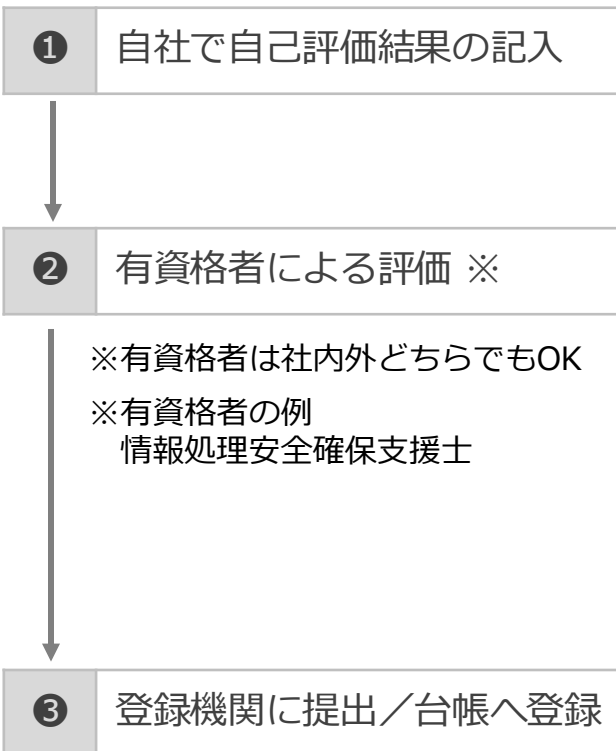 ❶ 自社で自己評価結果の記入
❷ 有資格者による評価 ※
※有資格者は社内外どちらでもOK
※有資格者の例
情報処理安全確保支援士
❸ 登録機関に提出／台帳へ登録